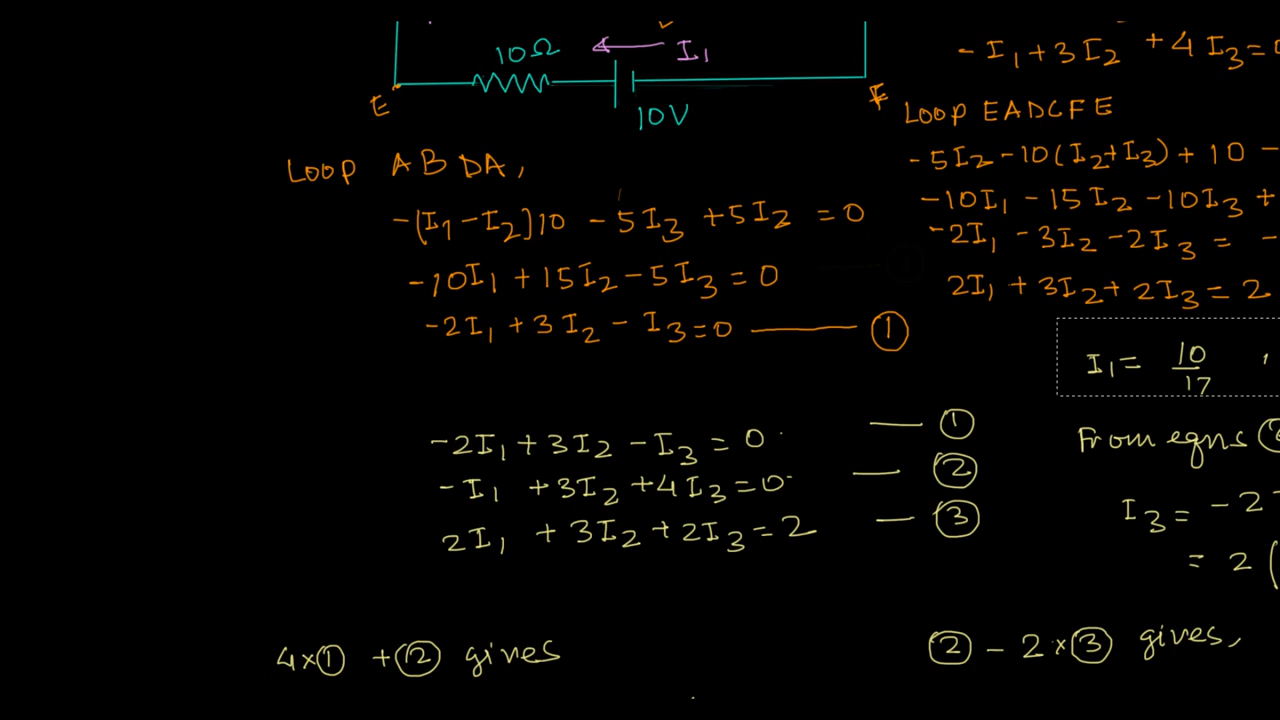 10Ω
I₁
E
10V
F
Loop ABDA,
-(I₁-I₂)10 -5I₃ +5I₂ =0
-10I₁+15I₂-5I₃=0
-2I₁+3I₂-I₃=0 —— ①
-2I₁+3I₂-I₃=0 — ①
-I₁ +3I₂+4I₃=0 — ②
2I₁ +3I₂+2I₃=2 — ③
4×①+② gives
-I₁+3I₂+4I₃=0
Loop EADCFE
-5I₂-10(I₂+I₃)+10 -
-10I₁-15I₂-10I₃ +
-2I₁-3I₂-2I₃= -
2I₁+3I₂+2I₃=2
I₁= 10/17 ,
From eqns
I₃= -2
= 2(
②-2×③ gives,